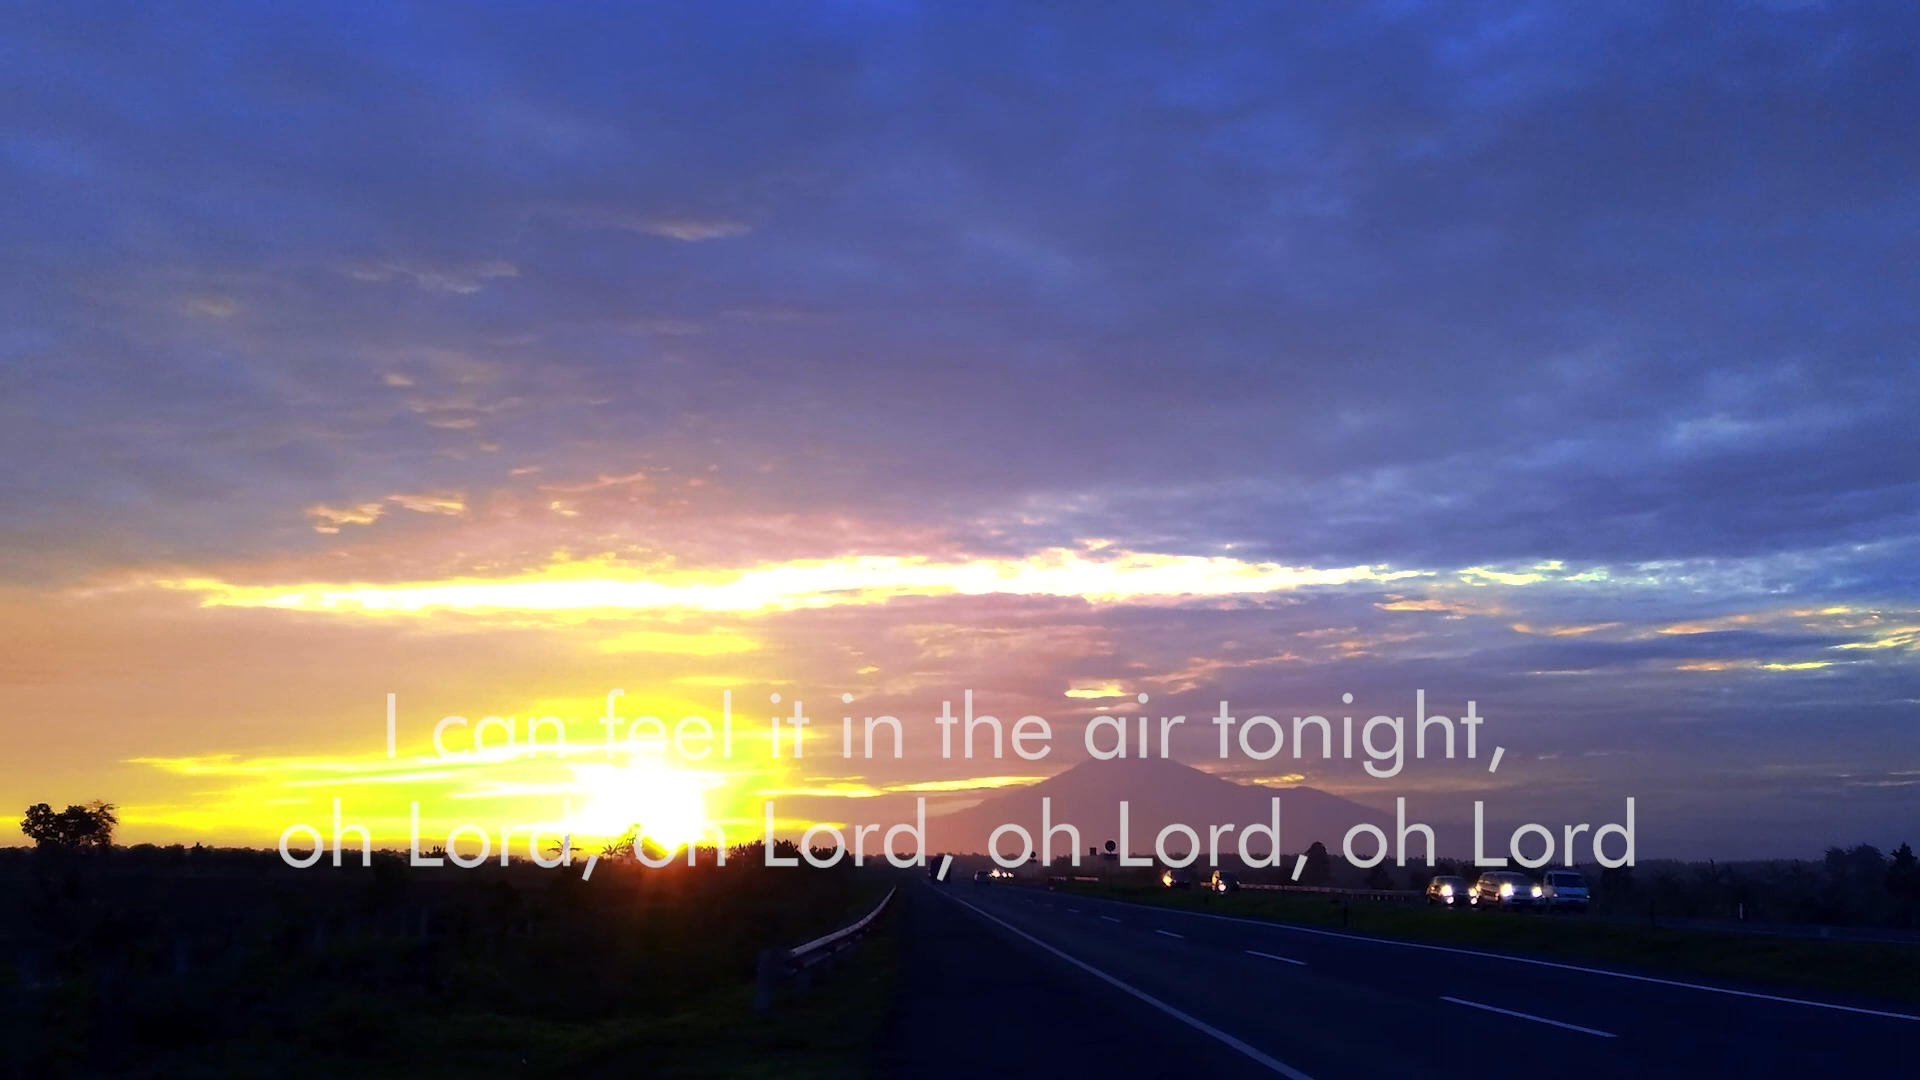 I can feel it in the air tonight,
oh Lord, oh Lord, oh Lord, oh Lord